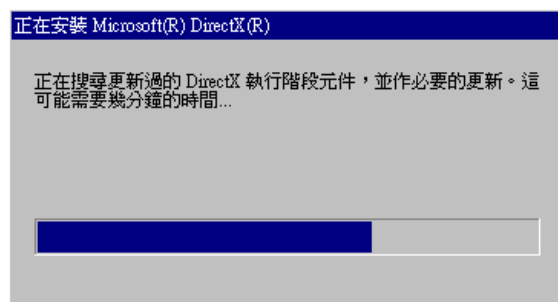 正在安裝 Microsoft(R) DirectX(R)
正在搜尋更新過的 DirectX 執行階段元件，並作必要的更新。這
可能需要幾分鐘的時間...